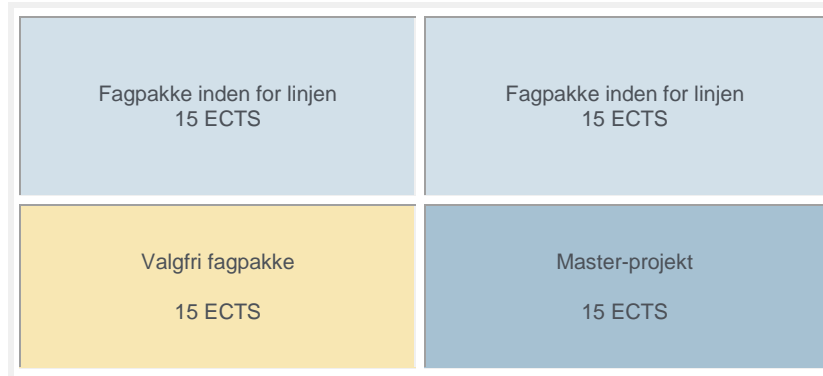 Fagpakke inden for linjen
15 ECTS
Fagpakke inden for linjen
15 ECTS
Valgfri fagpakke
15 ECTS
Master-projekt
15 ECTS